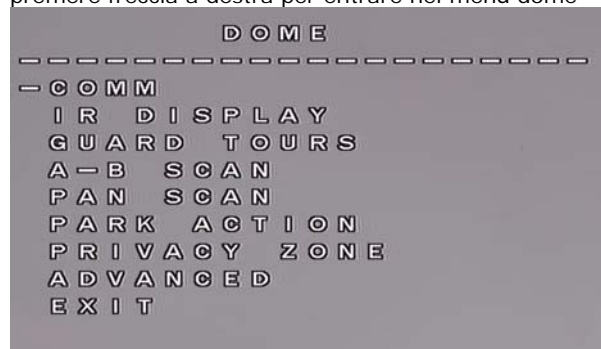 premere freccia a destra per entrare nel menu dome
DOME
-COMM
IR DISPLAY
GUARD TOURS
A-B SCAN
PAN SCAN
PARK ACTION
PRIVACY ZONE
ADVANCED
EXIT